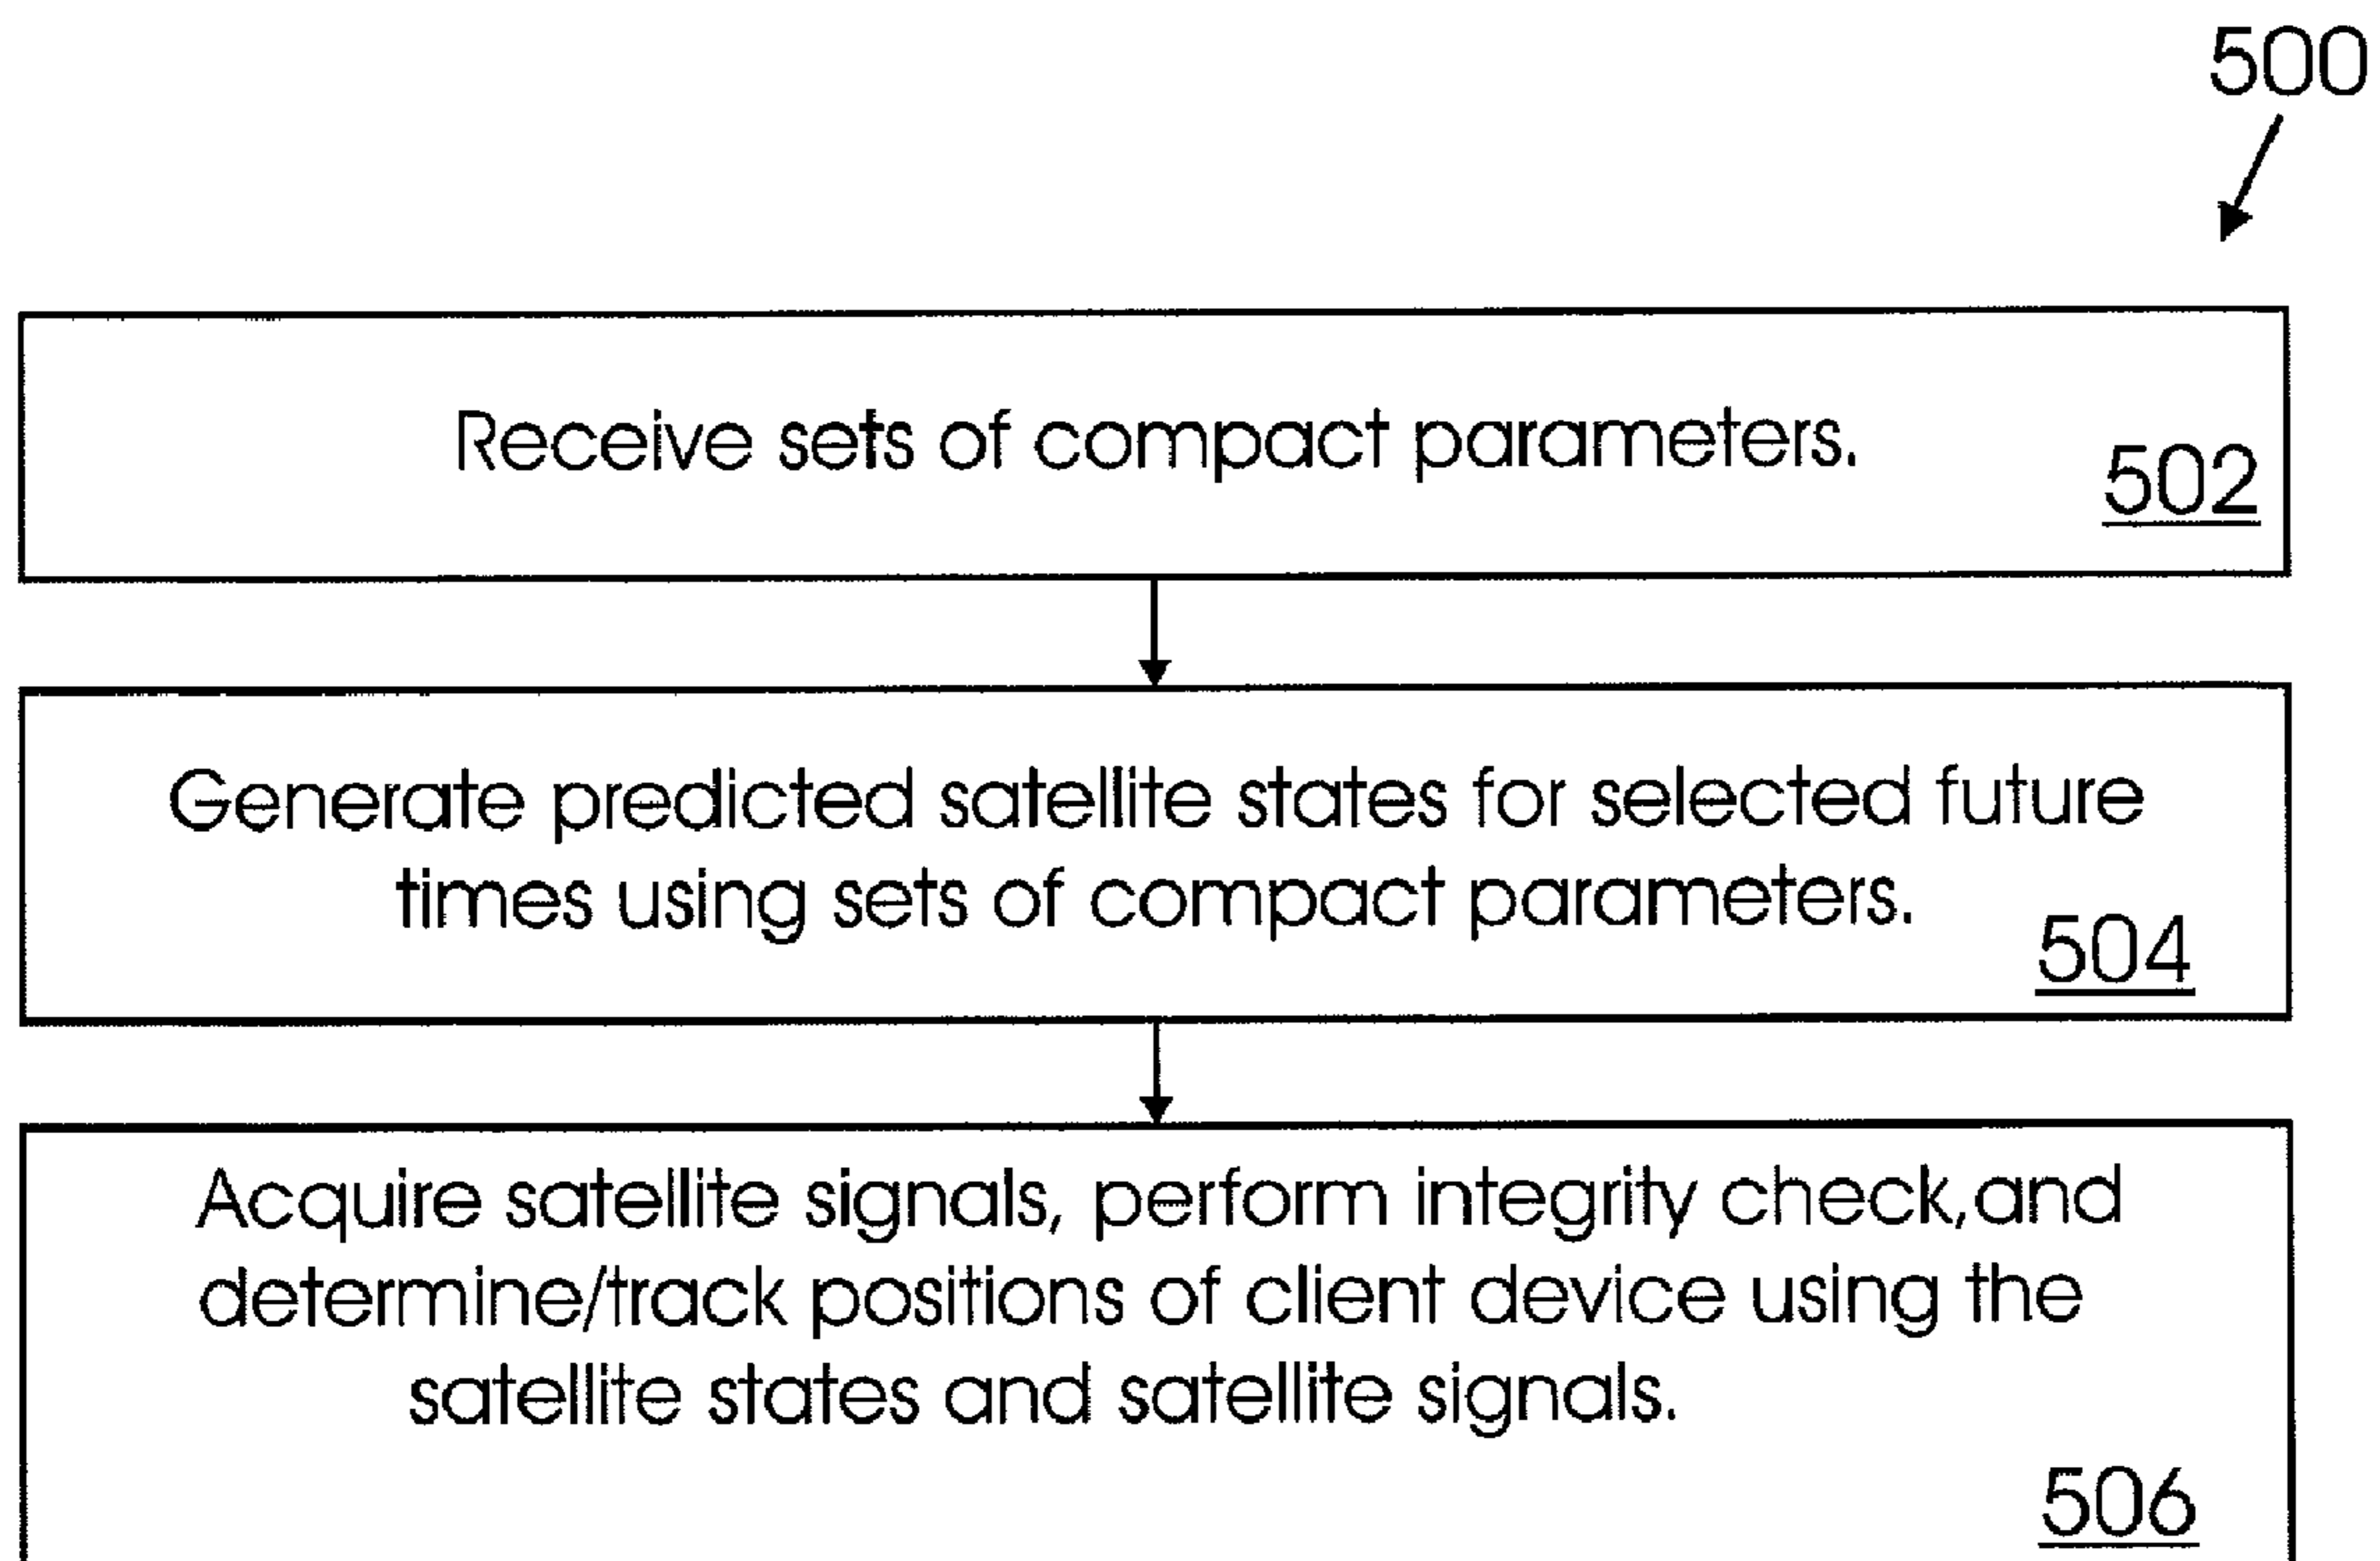 500
Receive sets of compact parameters.
502
Generate predicted satellite states for selected future
times using sets of compact parameters.
504
Acquire satellite signals, perform integrity check,and
determine/track positions of client device using the
satellite states and satellite signals.
506